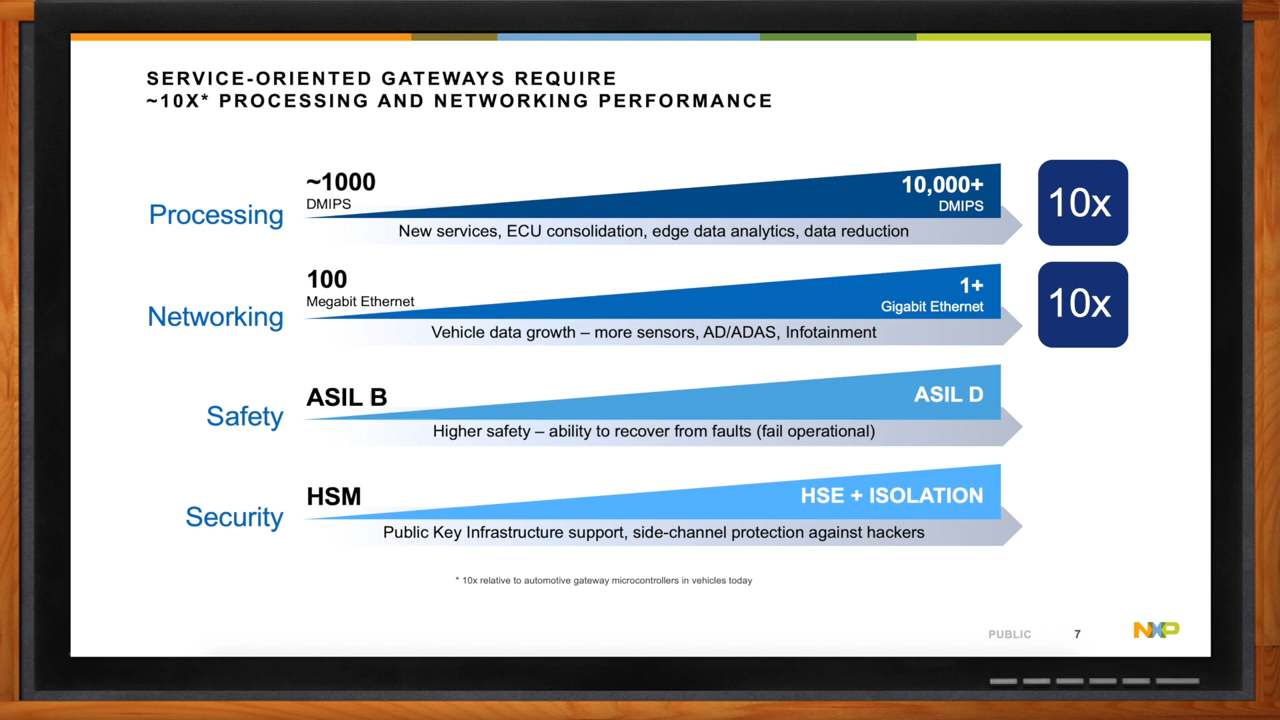 SERVICE-ORIENTED GATEWAYS REQUIRE
~10X* PROCESSING AND NETWORKING PERFORMANCE
Processing
~1000
DMIPS
10,000+
DMIPS
New services, ECU consolidation, edge data analytics, data reduction
10x
Networking
100
Megabit Ethernet
1+
Gigabit Ethernet
Vehicle data growth – more sensors, AD/ADAS, Infotainment
10x
Safety
ASIL B
ASIL D
Higher safety – ability to recover from faults (fail operational)
Security
HSM
HSE + ISOLATION
Public Key Infrastructure support, side-channel protection against hackers
* 10x relative to automotive gateway microcontrollers in vehicles today
PUBLIC
7
NXP